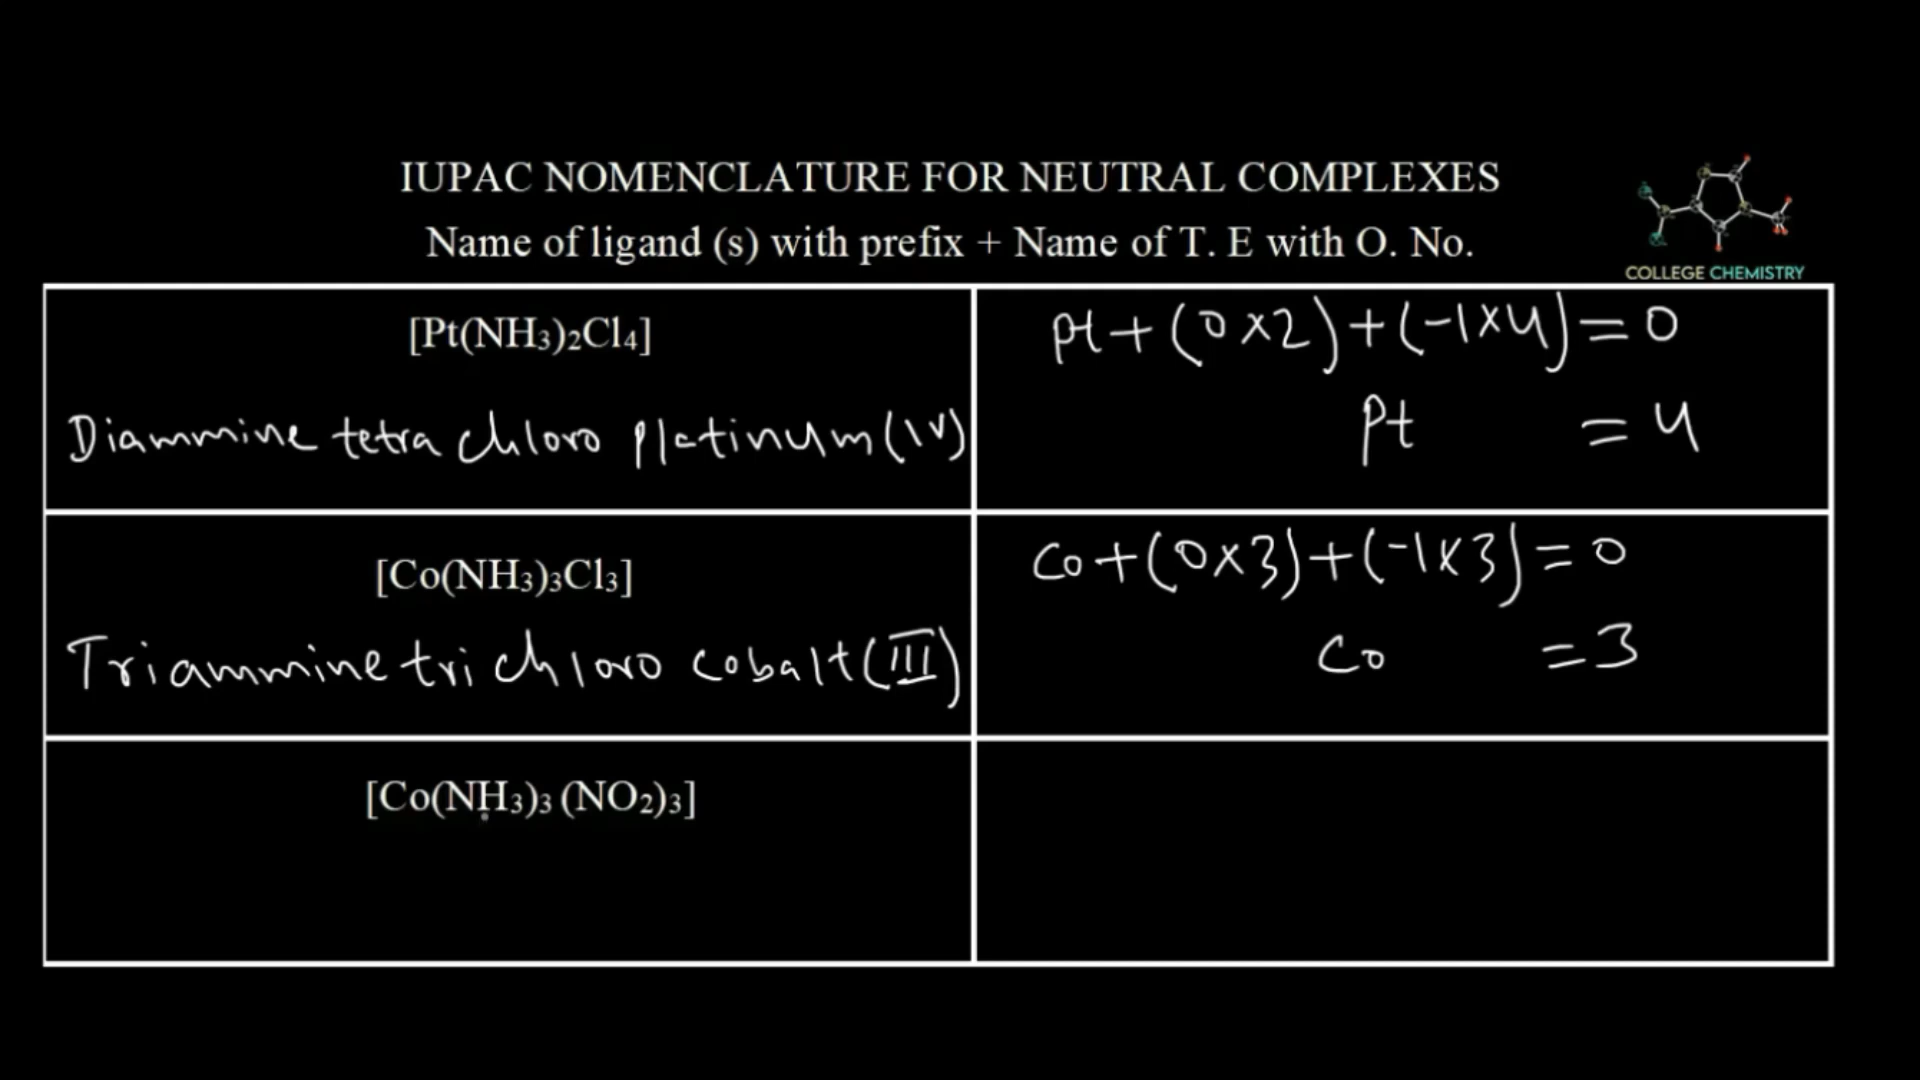 IUPAC NOMENCLATURE FOR NEUTRAL COMPLEXES
Name of ligand (s) with prefix + Name of T. E with O. No.
COLLEGE CHEMISTRY
[Pt(NH₃)₂Cl₄]
Pt + (0 x 2) + (-1 x 4) = 0
Diammine tetra chloro platinum (IV)
Pt = 4
[Co(NH₃)₃Cl₃]
Co + (0 x 3) + (-1 x 3) = 0
Triammine tri chloro cobalt (III)
Co = 3
[Co(NH₃)₃ (NO₂)₃]